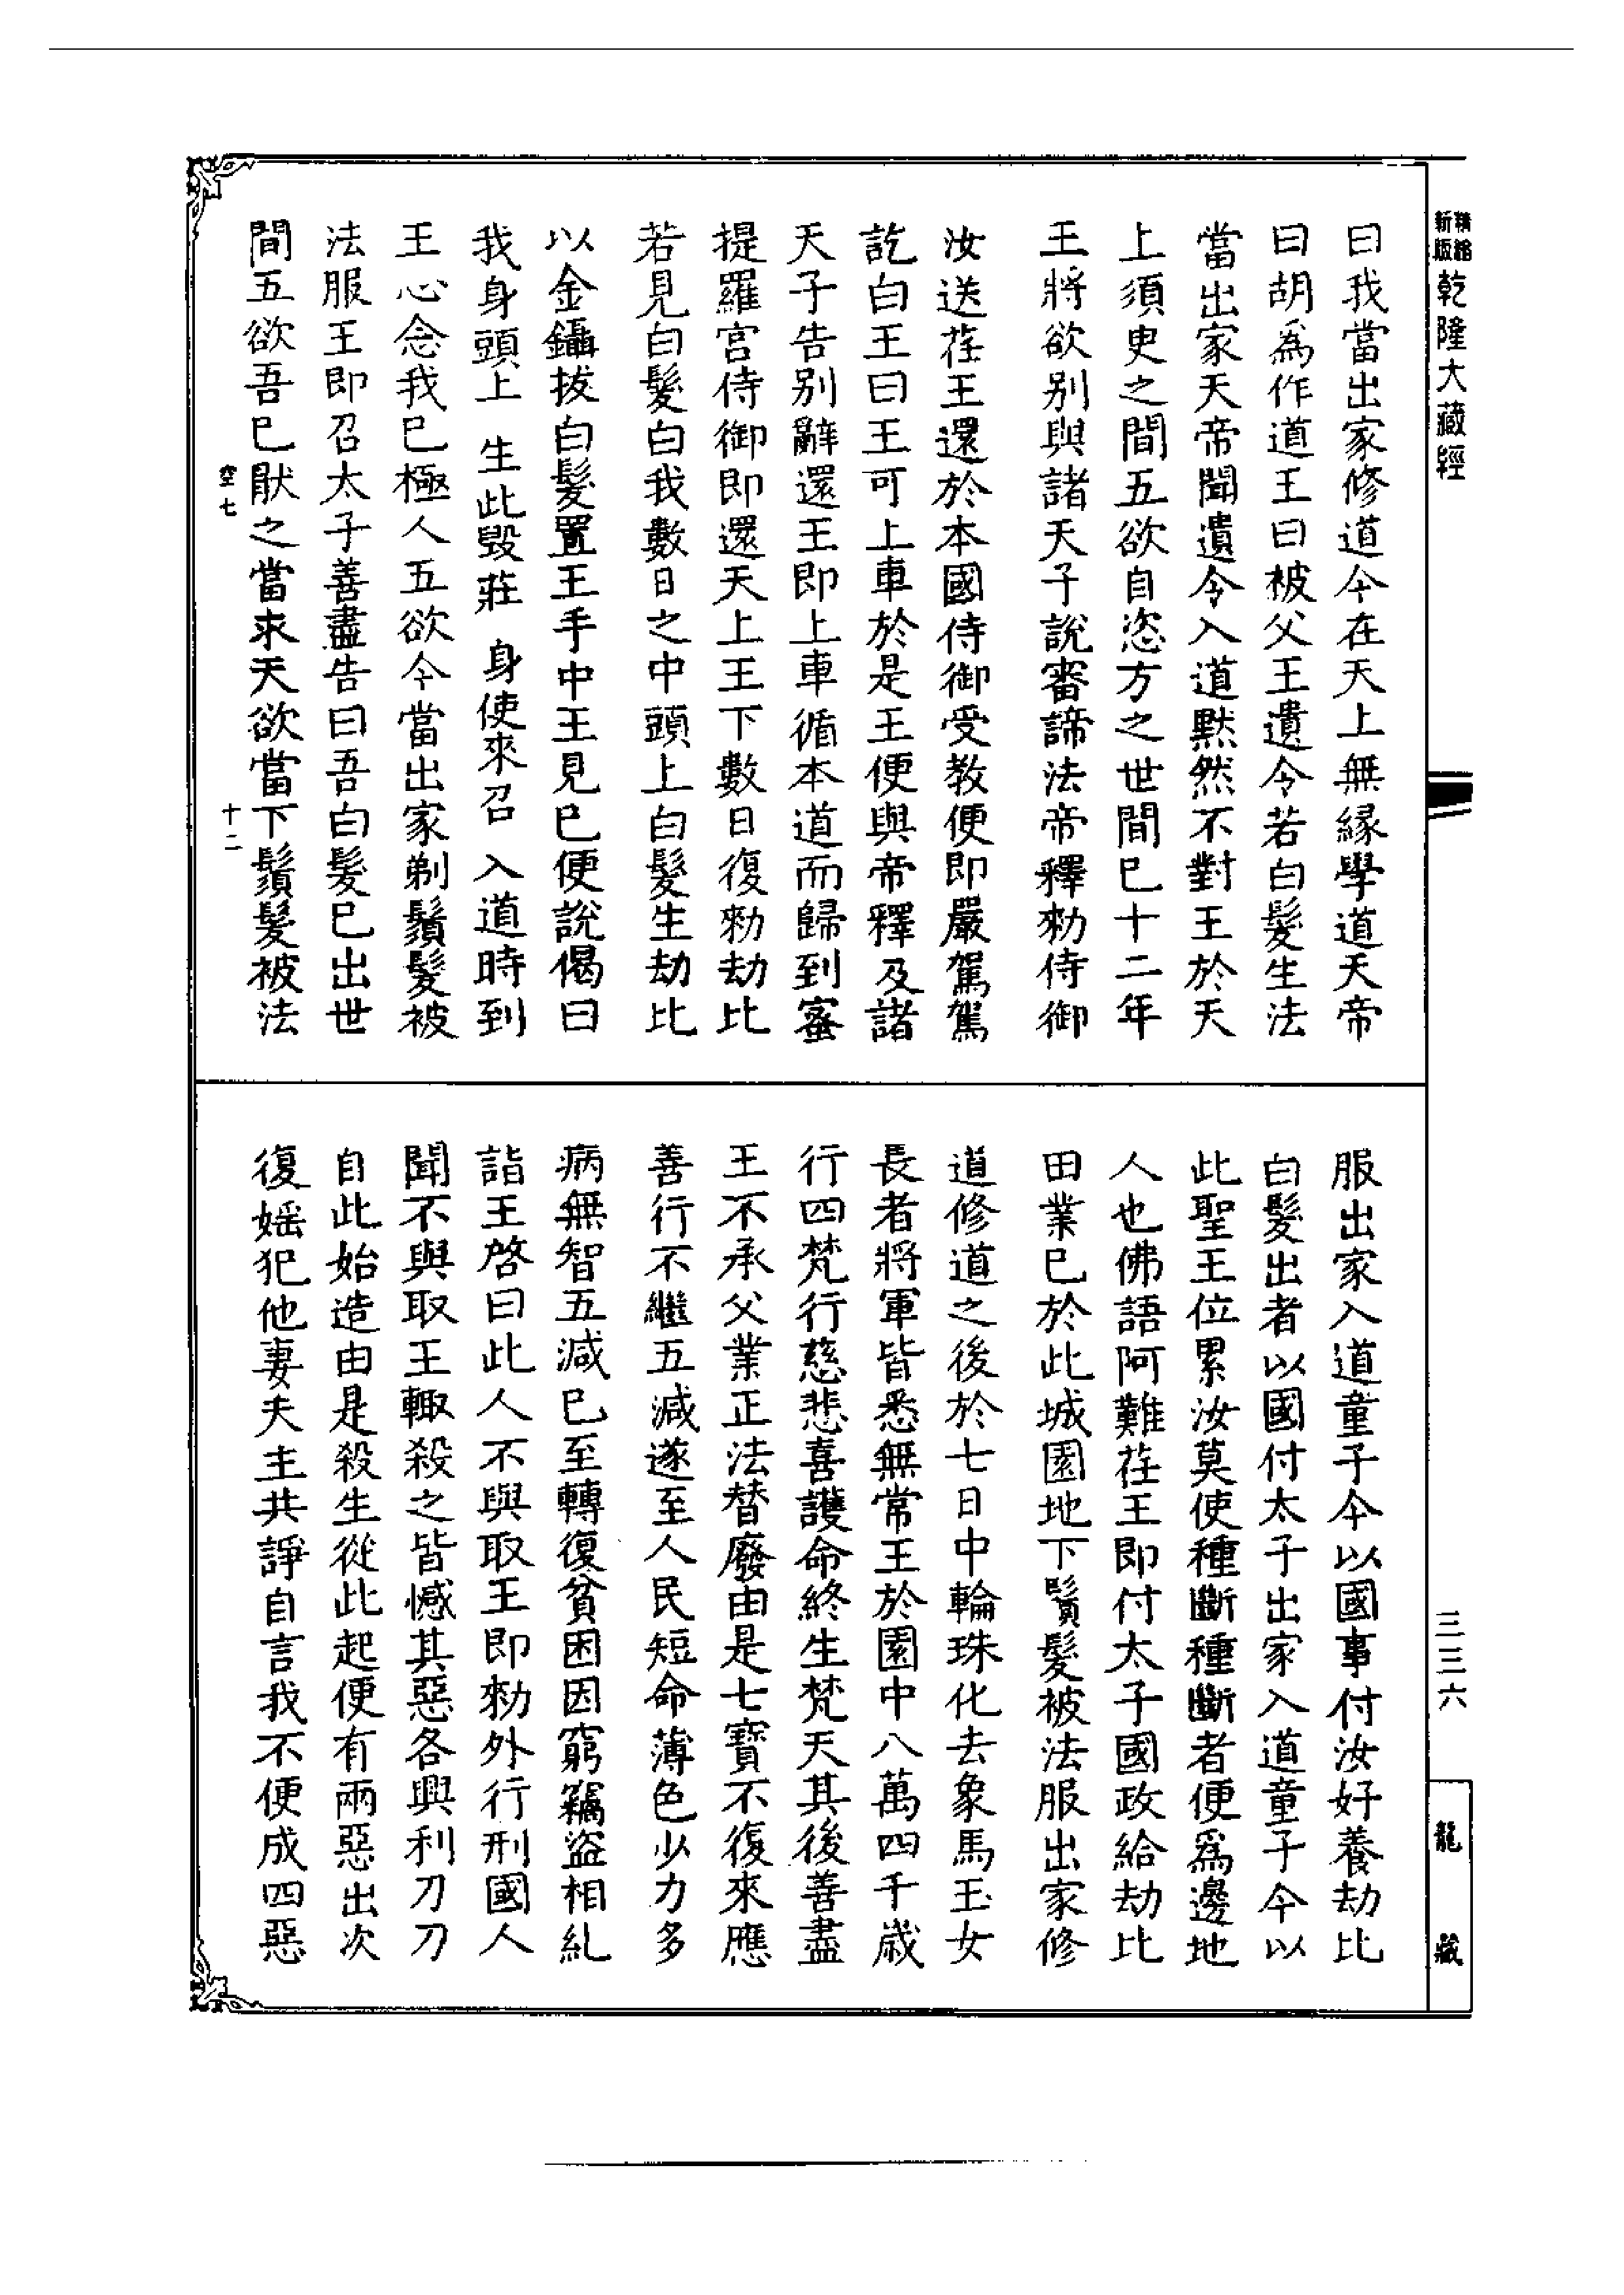 精縮新版乾隆大藏經
三三六
龍藏
曰我當出家修道今在天上無緣學道天帝
曰胡為作道王曰被父王遺令若白髮生法
當出家天帝聞遺令入道默然不對王於天
上須臾之間五欲自恣方之世間已十二年
王將欲別與諸天子說審諦法帝釋勑侍御
汝送荏王還於本國侍御受教便即嚴駕駕
訖白王曰王可上車於是王便與帝釋及諸
天子告別辭還王即上車循本道而歸到蜜
提羅宮侍御即還天上王下數日復勑劫比
若見白髮白我數日之中頭上白髮生劫比
以金鑷拔白髮置王手中王見已便說偈曰
我身頭上 生此毀莊 身使來召 入道時到
王心念我已極人五欲今當出家剃鬚髮被
法服王即召太子善盡告曰吾白髮已出世
間五欲吾已猒之當求天欲當下鬚髮被法
空七
十二
服出家入道童子今以國事付汝好養劫比
白髮出者以國付太子出家入道童子今以
此聖王位累汝莫使種斷種斷者便為邊地
人也佛語阿難荏王即付太子國政給劫比
田業已於此城園地下鬚髮被法服出家修
道修道之後於七日中輪珠化去象馬玉女
長者將軍皆悉無常王於園中八萬四千歲
行四梵行慈悲喜護命終生梵天其後善盡
王不承父業正法替廢由是七寶不復來應
善行不繼五減遂至人民短命薄色少力多
病無智五減已至轉復貧困因窮竊盜相糺
詣王啓曰此人不與取王即勑外行刑國人
聞不與取王輙殺之皆憾其惡各興利刀刀
自此始造由是殺生從此起便有兩惡出次
復婬犯他妻夫主共諍自言我不便成四惡